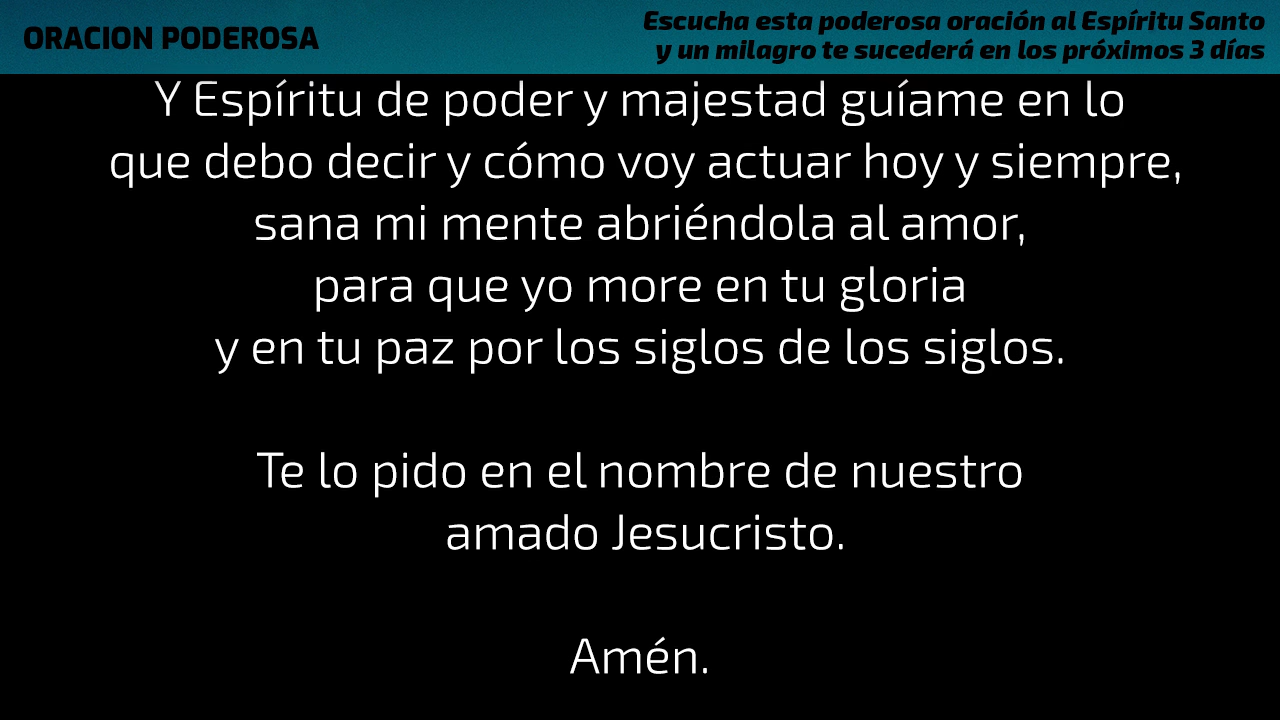 ORACION PODEROSA
Escucha esta poderosa oración al Espíritu Santo
y un milagro te sucederá en los próximos 3 días
Y Espíritu de poder y majestad guíame en lo
que debo decir y cómo voy actuar hoy y siempre,
sana mi mente abriéndola al amor,
para que yo more en tu gloria
y en tu paz por los siglos de los siglos.
Te lo pido en el nombre de nuestro
amado Jesucristo.
Amén.